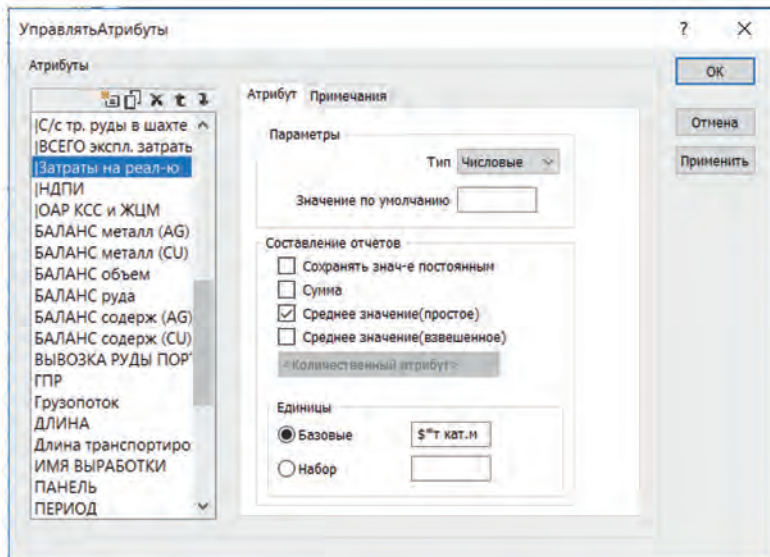 УправлятьАтрибуты
?
Атрибуты
|С/с тр. руды в шахте
|ВСЕГО экспл. затрать
|Затраты на реал-ю
|НДПИ
|ОАР КСС и ЖЦМ
БАЛАНС металл (AG)
БАЛАНС металл (CU)
БАЛАНС объем
БАЛАНС руда
БАЛАНС содерж (AG)
БАЛАНС содерж (CU)
ВЫВОЗКА РУДЫ ПОРТ
ГПР
Грузопоток
ДЛИНА
Длина транспортиро
ИМЯ ВЫРАБОТКИ
ПАНЕЛЬ
ПЕРИОД
Атрибут Примечания
Параметры
Тип Числовые
Значение по умолчанию
Составление отчетов
Сохранять знач-е постоянным
Сумма
Среднее значение(простое)
Среднее значение(взвешенное)
<Количественный атрибут>
Единицы
Базовые $*т кат.м
Набор
OK
Отмена
Применить